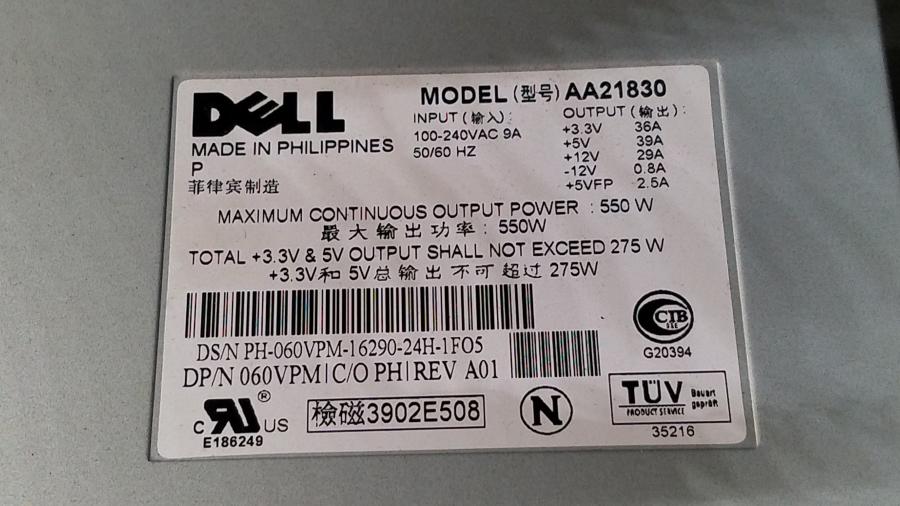 DELL
MODEL (型号) AA21830
MADE IN PHILIPPINES
P
菲律宾制造
INPUT (输入):
100-240VAC 9A
50/60 HZ
OUTPUT (输出):
+3.3V 36A
+5V 39A
+12V 29A
-12V 0.8A
+5VFP 2.5A
MAXIMUM CONTINUOUS OUTPUT POWER : 550 W
最大输出功率: 550W
TOTAL +3.3V & 5V OUTPUT SHALL NOT EXCEED 275 W
+3.3V和 5V总输出不可超过 275W
DS/N PH-060VPM-16290-24H-1FO5
DP/N 060VPM|C/O PH|REV A01
G20394
C RU ® US
E186249
檢磁3902E508
N
TÜV Bauart geprüft
PRODUCT SERVICE
35216